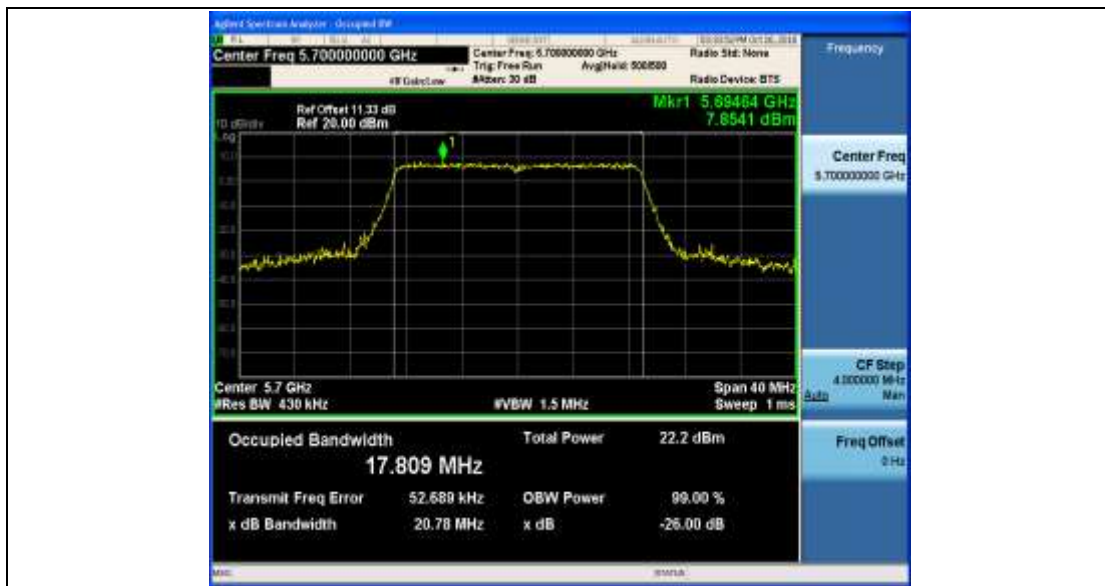 Agilent Spectrum Analyzer - Occupied BW
Center Freq 5.700000000 GHz
Center Freq: 5.700000000 GHz
Radio Std: None
Trig: Free Run
Avg|Hold: 500/500
#IFGain:Low
#Atten: 30 dB
Radio Device: BTS
Ref Offset 11.33 dB
Ref 20.00 dBm
10 dB/div
Log
Mkr1 5.69464 GHz
7.8541 dBm
1
Center 5.7 GHz
Span 40 MHz
#Res BW 430 kHz
#VBW 1.5 MHz
Sweep 1 ms
Occupied Bandwidth
17.809 MHz
Total Power
22.2 dBm
Transmit Freq Error
52.689 kHz
OBW Power
99.00 %
x dB Bandwidth
20.78 MHz
x dB
-26.00 dB
Frequency
Center Freq
5.700000000 GHz
CF Step
4.000000 MHz
Auto
Man
Freq Offset
0 Hz
MSG
STATUS